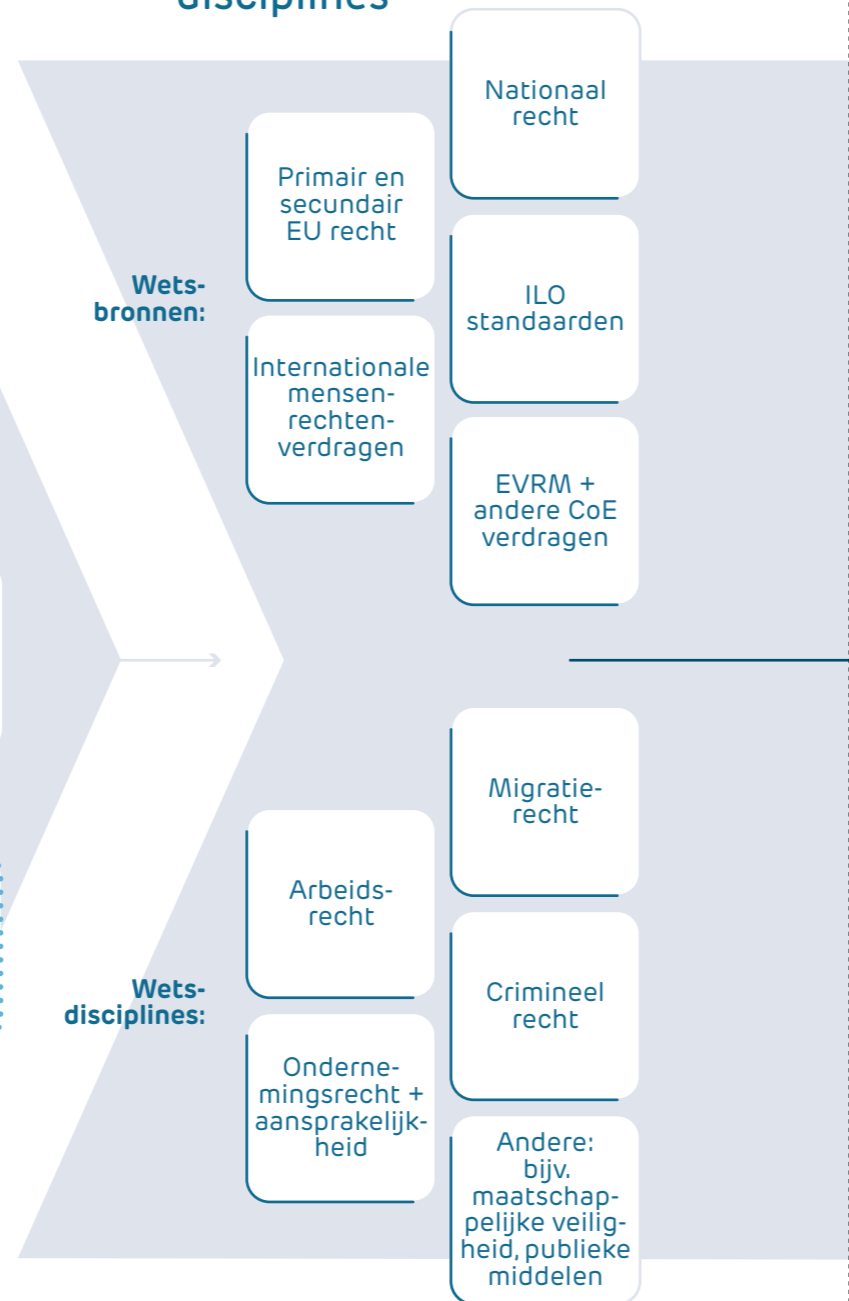 disciplines
Wets-
bronnen:
Primair en
secundair
EU recht
Internationale
mensen-
rechten-
verdragen
Nationaal
recht
ILO
standaarden
EVRM +
andere CoE
verdragen
Wets-
disciplines:
Arbeids-
recht
Onderne-
mingsrecht +
aansprakelijk-
heid
Migratie-
recht
Crimineel
recht
Andere:
bijv.
maatschap-
pelijke veilig-
heid, publieke
middelen